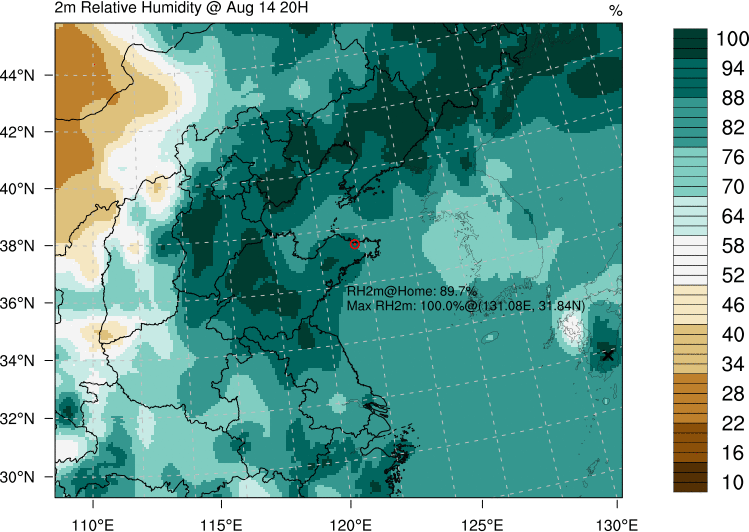 2m Relative Humidity @ Aug 14 20H
%
44°N
42°N
40°N
38°N
36°N
34°N
32°N
30°N
110°E
115°E
120°E
125°E
130°E
RH2m@Home: 89.7%
Max RH2m: 100.0%@(131.08E, 31.84N)
100
94
88
82
76
70
64
58
52
46
40
34
28
22
16
10